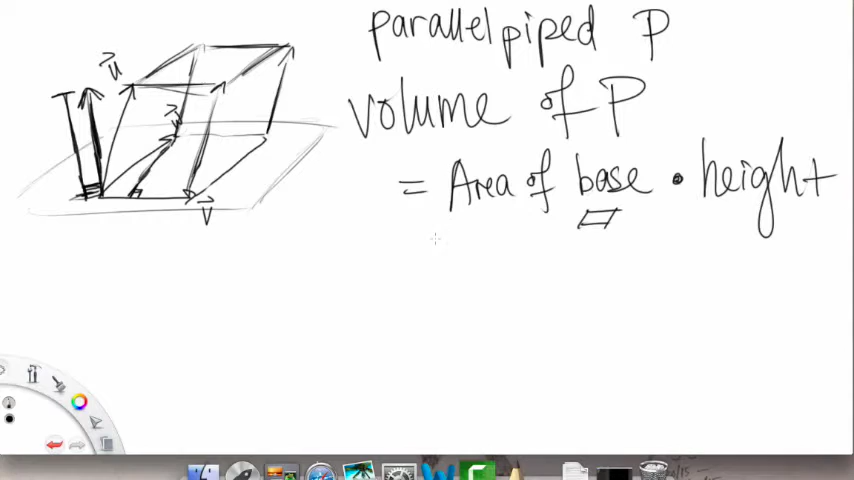 parallelpiped P
volume of P
= Area of base · height
u
v